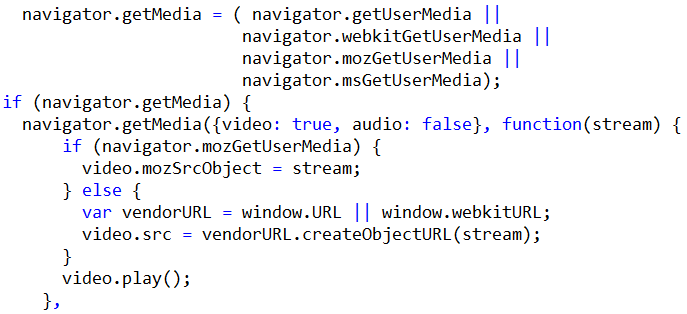 navigator.getMedia = ( navigator.getUserMedia ||
navigator.webkitGetUserMedia ||
navigator.mozGetUserMedia ||
navigator.msGetUserMedia);
if (navigator.getMedia) {
navigator.getMedia({video: true, audio: false}, function(stream) {
if (navigator.mozGetUserMedia) {
video.mozSrcObject = stream;
} else {
var vendorURL = window.URL || window.webkitURL;
video.src = vendorURL.createObjectURL(stream);
}
video.play();
},